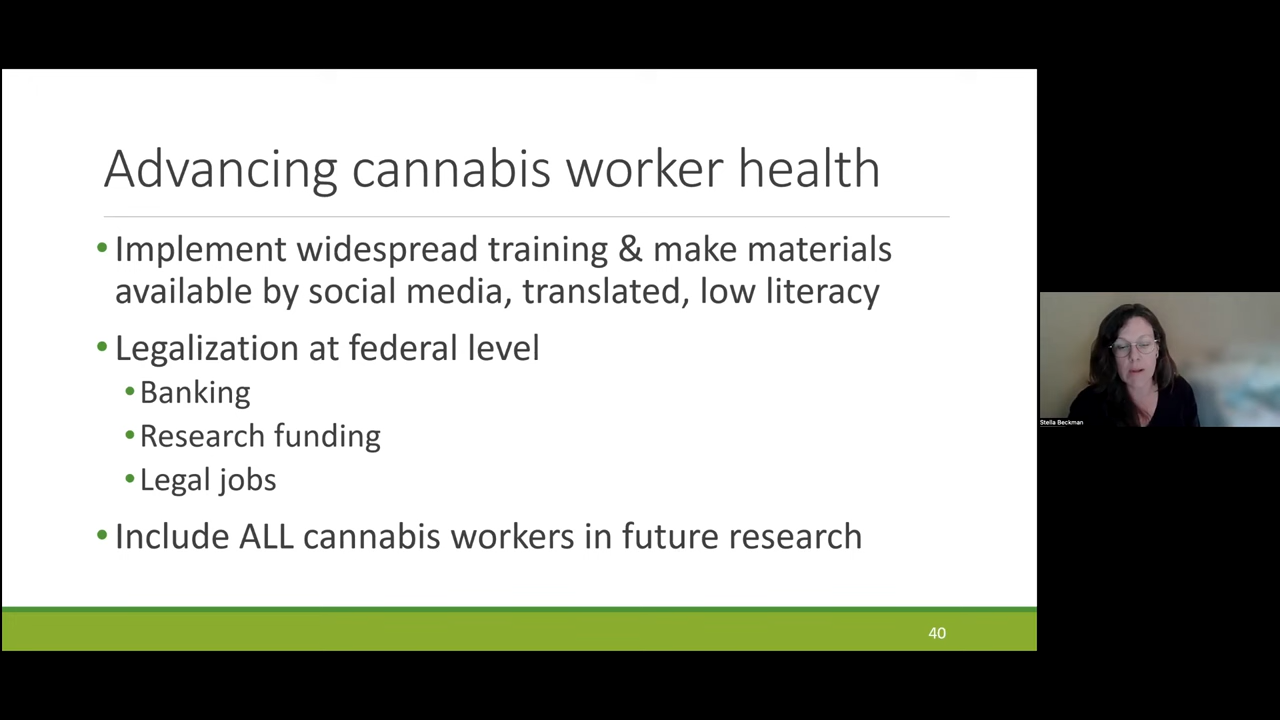 Advancing cannabis worker health
• Implement widespread training & make materials
available by social media, translated, low literacy
• Legalization at federal level
• Banking
• Research funding
• Legal jobs
• Include ALL cannabis workers in future research
40
Stella Beckman